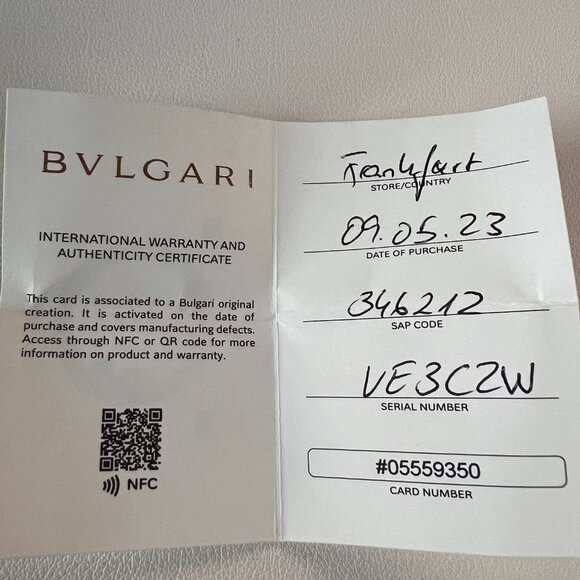 BVLGARI
INTERNATIONAL WARRANTY AND
AUTHENTICITY CERTIFICATE
This card is associated to a Bulgari original
creation. It is activated on the date of
purchase and covers manufacturing defects.
Access through NFC or QR code for more
information on product and warranty.
NFC
Frankfurt
STORE/COUNTRY
09.05.23
DATE OF PURCHASE
346212
SAP CODE
VE3CZW
SERIAL NUMBER
#05559350
CARD NUMBER